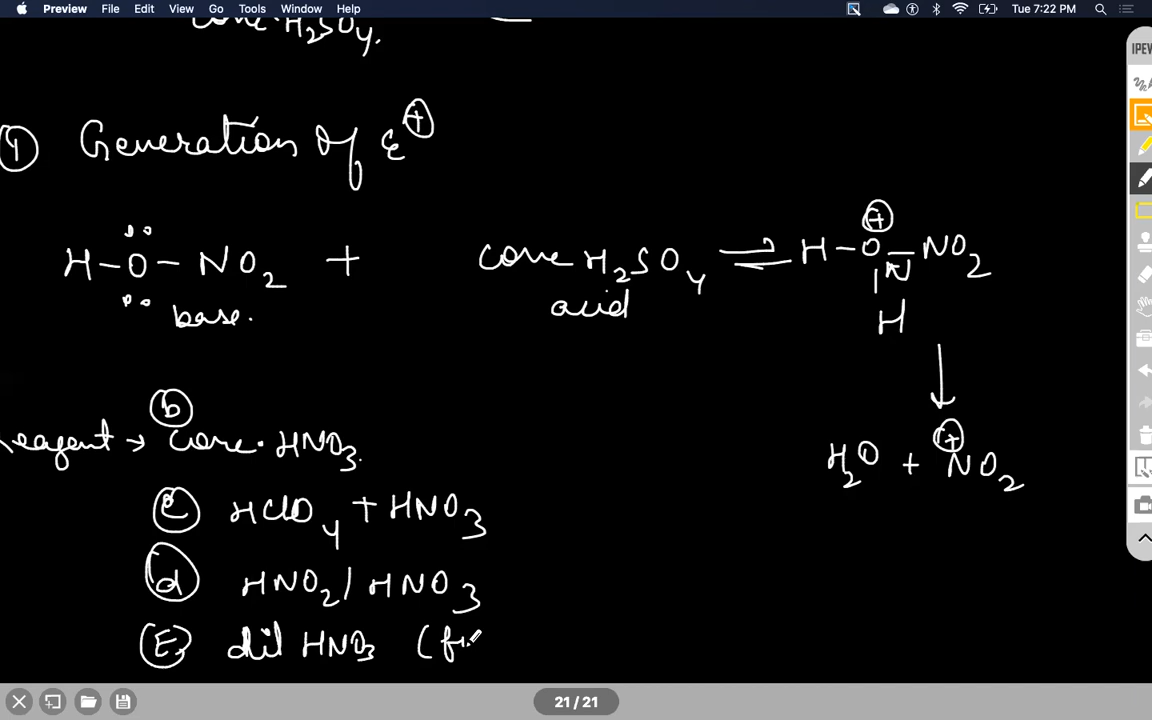 Preview File Edit View Go Tools Window Help Tue 7:22 PM
conc H2SO4.
IPEV
① Generation of E⊕
H–O–NO2 + conc H2SO4 ⇌ H–O⊕–NO2
base. acid H
Reagent → ⓑ conc. HNO3.
H2O + ⊕NO2
ⓒ HClO4 + HNO3
ⓓ HNO2/HNO3
Ⓔ dil HNO3 (
21 / 21